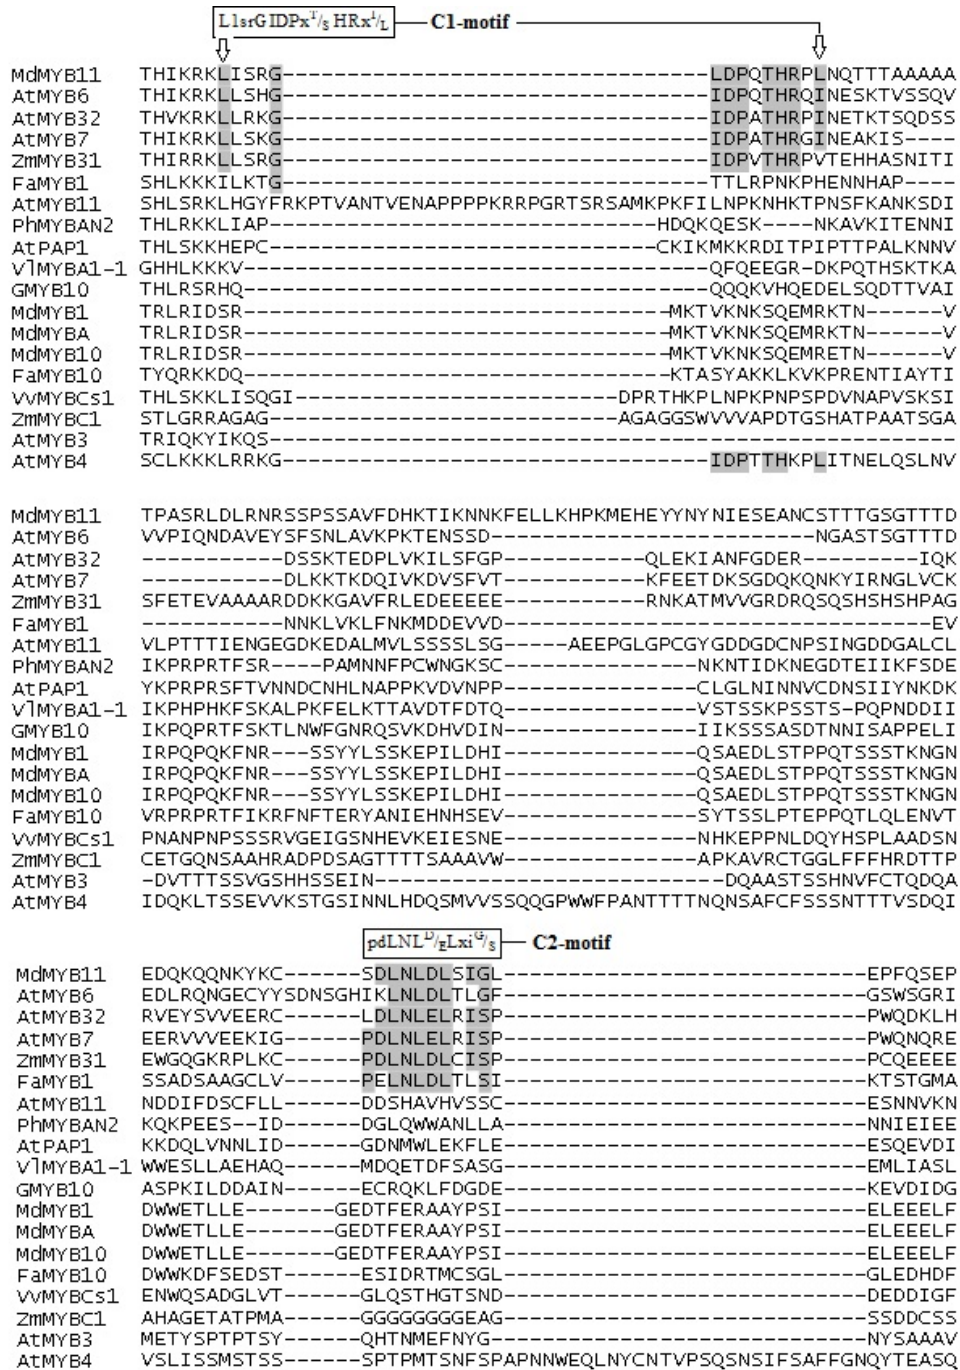 LlsrGIDPxT/S HRxI/L C1-motif
MdMYB11 THIKRKLISRG-----------------------------------LDPQTHRPLNQTTTAAAAA
AtMYB6 THIKRKLLSHG-----------------------------------IDPQTHRQINESKTVSSQV
AtMYB32 THVKRKLLRKG-----------------------------------IDPATHRPINETKTSQDSS
AtMYB7 THIKRKLLSKG-----------------------------------IDPATHRGINEAKIS----
ZmMYB31 THIRRKLLSRG-----------------------------------IDPVTHRPVTEHHASNITI
FaMYB1 SHLKKKILKTG-----------------------------------TTLRPNKPHENNHAP----
AtMYB11 SHLSRKLHGYFRKPTVANTVENAPPPPKRRPGRTSRSAMKPKFILNPKNHKTPNSFKANKSDI
PhMYBAN2 THLRKKLIAP--------------------------------HDQKQESK----NKAVKITENNI
AtPAP1 THLSKKHEPC--------------------------------CKIKMKKRDITPIPTTPALKNNV
VlMYBA1-1 GHHLKKKV--------------------------------------QFQEEGR-DKPQTHSKTKA
GMYB10 THLRSRHQ--------------------------------------QQQKVHQEDELSQDTTVAI
MdMYB1 TRLRIDSR-----------------------------------MKTVKNKSQEMRKTN------V
MdMYBA TRLRIDSR-----------------------------------MKTVKNKSQEMRKTN------V
MdMYB10 TRLRIDSR-----------------------------------MKTVKNKSQEMRETN------V
FaMYB10 TYQRKKDQ-----------------------------------KTASYAKKLKVKPRENTIAYTI
VvMYBCs1 THLSKKLISQGI-------------------------DPRTHKPLNPKPNPSPDVNAPVSKSI
ZmMYBC1 STLGRRAGAG---------------------------AGAGGSWVVVAPDTGSHATPAATSGA
AtMYB3 TRIQKYIKQS-----------------------------------------------------
AtMYB4 SCLKKKLRRKG-----------------------------------IDPTTHKPLITNELQSLNV
MdMYB11 TPASRLDLRNRSSPSSAVFDHKTIKNNKFELLKHPKMEHEYYNYNIESEANCSTTTGSGTTTD
AtMYB6 VVPIQNDAVEYSFSNLAVKPKTENSSD-------------------------NGASTSGTTTD
AtMYB32 -----------DSSKTEDPLVKILSFGP-----------QLEKIANFGDER---------IQK
AtMYB7 -----------DLKKTKDQIVKDVSFVT-----------KFEETDKSGDQKQNKYIRNGLVCK
ZmMYB31 SFETEVAAAARDDKKGAVFRLEDEEEEE-----------RNKATMVVGRDRQSQSHSHSHPAG
FaMYB1 -----------NNKLVKLFNKMDDEVVD---------------------------------EV
AtMYB11 VLPTTTIENGEGDKEDALMVLSSSSLSG-----AEEPGLGPCGYGDDGDCNPSINGDDGALCL
PhMYBAN2 IKPRPRTFSR----PAMNNFPCWNGKSC---------------NKNTIDKNEGDTEIIKFSDE
AtPAP1 YKPRPRSFTVNNDCNHLNAPPKVDVNPP---------------CLGLNINNVCDNSIIYNKDK
VlMYBA1-1 IKPHPHKFSKALPKFELKTTAVDTFDTQ---------------VSTSSKPSSTS-PQPNDDII
GMYB10 IKPQPRTFSKTLNWFGNRQSVKDHVDIN---------------IIKSSSASDTNNISAPPELI
MdMYB1 IRPQPQKFNR---SSYYLSSKEPILDHI---------------QSAEDLSTPPQTSSSTKNGN
MdMYBA IRPQPQKFNR---SSYYLSSKEPILDHI---------------QSAEDLSTPPQTSSSTKNGN
MdMYB10 IRPQPQKFNR---SSYYLSSKEPILDHI---------------QSAEDLSTPPQTSSSTKNGN
FaMYB10 VRPRPRTFIKRFNFTERYANIEHNHSEV---------------SYTSSLPTEPPQTLQLENVT
VvMYBCs1 PNANPNPSSSRVGEIGSNHEVKEIESNE---------------NHKEPPNLDQYHSPLAADSN
ZmMYBC1 CETGQNSAAHRADPDSAGTTTTSAAAVW---------------APKAVRCTGGLFFFHRDTTP
AtMYB3 -DVTTTSSVGSHHSSEIN---------------------------DQAASTSSHNVFCTQDQA
AtMYB4 IDQKLTSSEVVKSTGSINNLHDQSMVVSSQQGPWWFPANTTTTNQNSAFCFSSSNTTTVSDQI
pdLNLD/ELxiG/S C2-motif
MdMYB11 EDQKQQNKYKC------SDLNLDLSIGL-----------------------------EPFQSEP
AtMYB6 EDLRQNGECYYSDNSGHIKLNLDLTLGF-----------------------------GSWSGRI
AtMYB32 RVEYSVVEERC------LDLNLELRISP-----------------------------PWQDKLH
AtMYB7 EERVVVEEKIG------PDLNLELRISP-----------------------------PWQNQRE
ZmMYB31 EWGQGKRPLKC------PDLNLDLCISP-----------------------------PCQEEEE
FaMYB1 SSADSAAGCLV------PELNLDLTLSI-----------------------------KTSTGMA
AtMYB11 NDDIFDSCFLL------DDSHAVHVSSC-----------------------------ESNNVKN
PhMYBAN2 KQKPEES--ID------DGLQWWANLLA-----------------------------NNIEIEE
AtPAP1 KKDQLVNNLID------GDNMWLEKFLE-----------------------------ESQEVDI
VlMYBA1-1 WWESLLAEHAQ------MDQETDFSASG-----------------------------EMLIASL
GMYB10 ASPKILDDAIN------ECRQKLFDGDE-----------------------------KEVDIDG
MdMYB1 DWWETLLE-------GEDTFERAAYPSI-----------------------------ELEEELF
MdMYBA DWWETLLE-------GEDTFERAAYPSI-----------------------------ELEEELF
MdMYB10 DWWETLLE-------GEDTFERAAYPSI-----------------------------ELEEELF
FaMYB10 DWWKDFSEDST------ESIDRTMCSGL-----------------------------GLEDHDF
VvMYBCs1 ENWQSADGLVT------GLQSTHGTSND-----------------------------DEDDIGF
ZmMYBC1 AHAGETATPMA------GGGGGGGGEAG-----------------------------SSDDCSS
AtMYB3 METYSPTPTSY------QHTNMEFNYG------------------------------NYSAAAV
AtMYB4 VSLISSMSTSS------SPTPMTSNFSPAPNNWEQLNYCNTVPSQSNSIFSAFFGNQYTEASQ